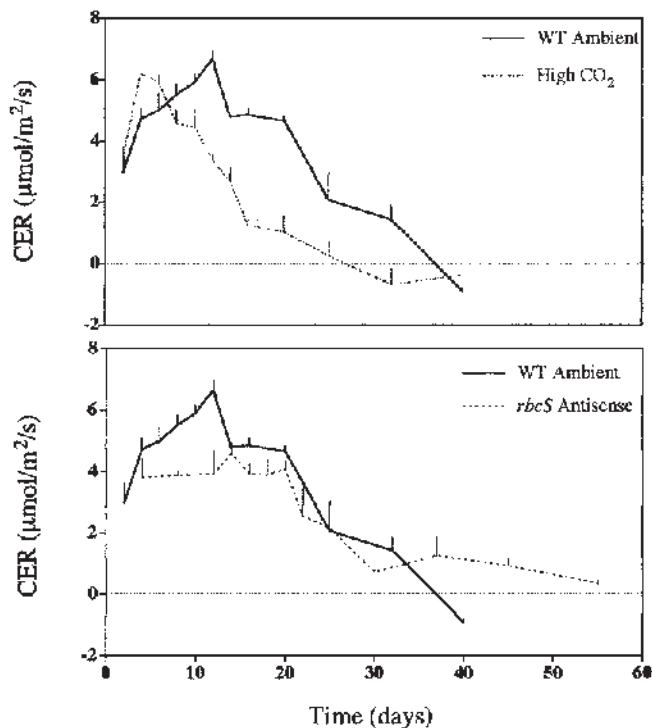 8
6
4
2
0
-2
CER (μmol/m²/s)
WT Ambient
High CO₂
8
6
4
2
0
-2
CER (μmol/m²/s)
WT Ambient
rbcS Antisense
0 10 20 30 40 50 60
Time (days)